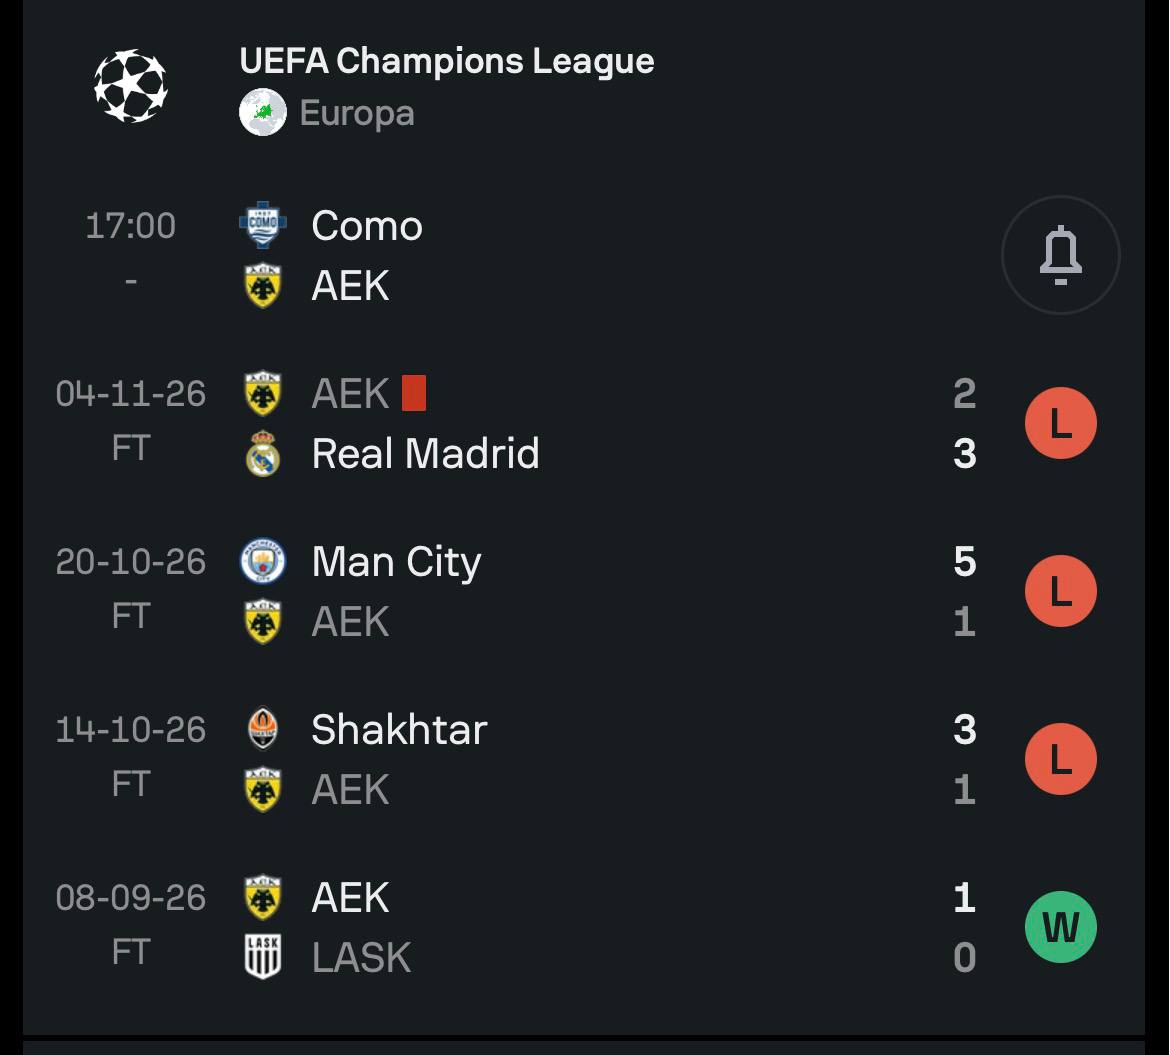 UEFA Champions League
Europa
17:00 Como
- AEK
04-11-26 AEK 2
FT Real Madrid 3
L
20-10-26 Man City 5
FT AEK 1
L
14-10-26 Shakhtar 3
FT AEK 1
L
08-09-26 AEK 1
FT LASK 0
W